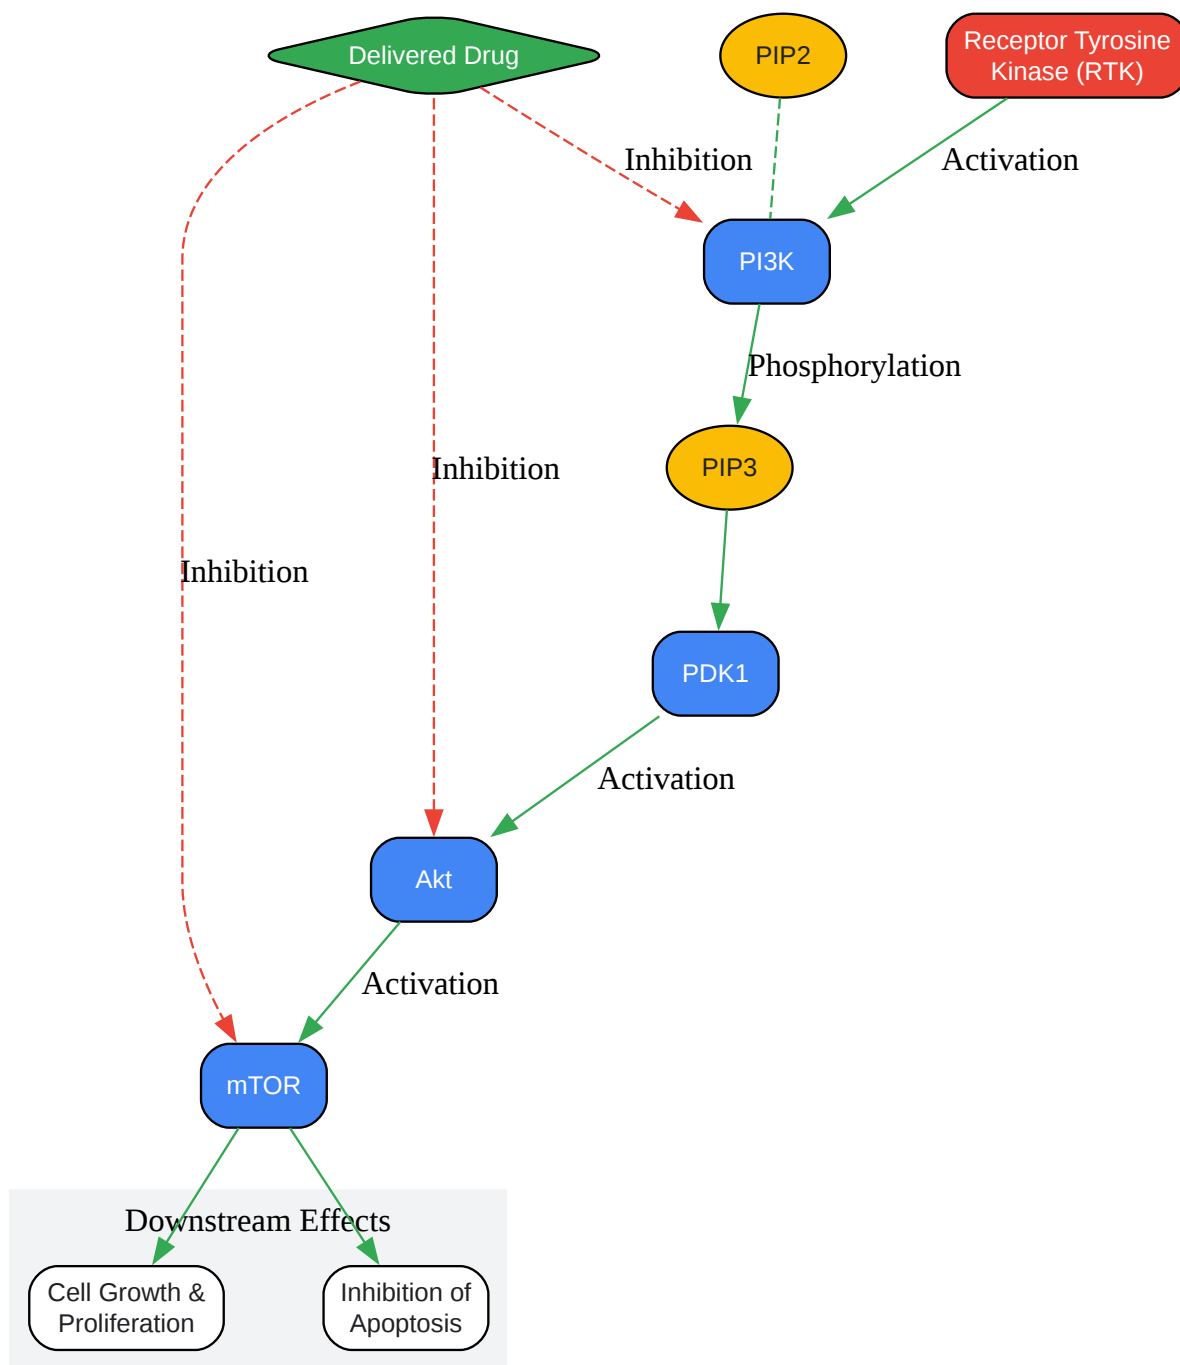 Delivered Drug
PIP2
Receptor Tyrosine
Kinase (RTK)
Inhibition
Activation
PI3K
Phosphorylation
PIP3
Inhibition
Inhibition
PDK1
Activation
Akt
Activation
mTOR
Downstream Effects
Cell Growth &
Proliferation
Inhibition of
Apoptosis